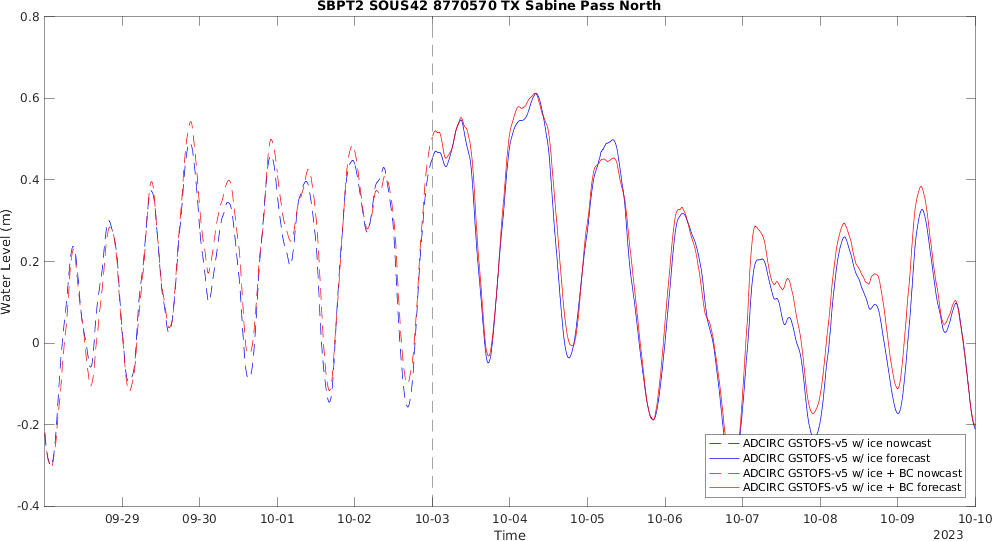 SBPT2 SOUS42 8770570 TX Sabine Pass North
0.8
0.6
0.4
0.2
0
-0.2
-0.4
Water Level (m)
09-29 09-30 10-01 10-02 10-03 10-04 10-05 10-06 10-07 10-08 10-09 10-10
Time
2023
ADCIRC GSTOFS-v5 w/ ice nowcast
ADCIRC GSTOFS-v5 w/ ice forecast
ADCIRC GSTOFS-v5 w/ ice + BC nowcast
ADCIRC GSTOFS-v5 w/ ice + BC forecast